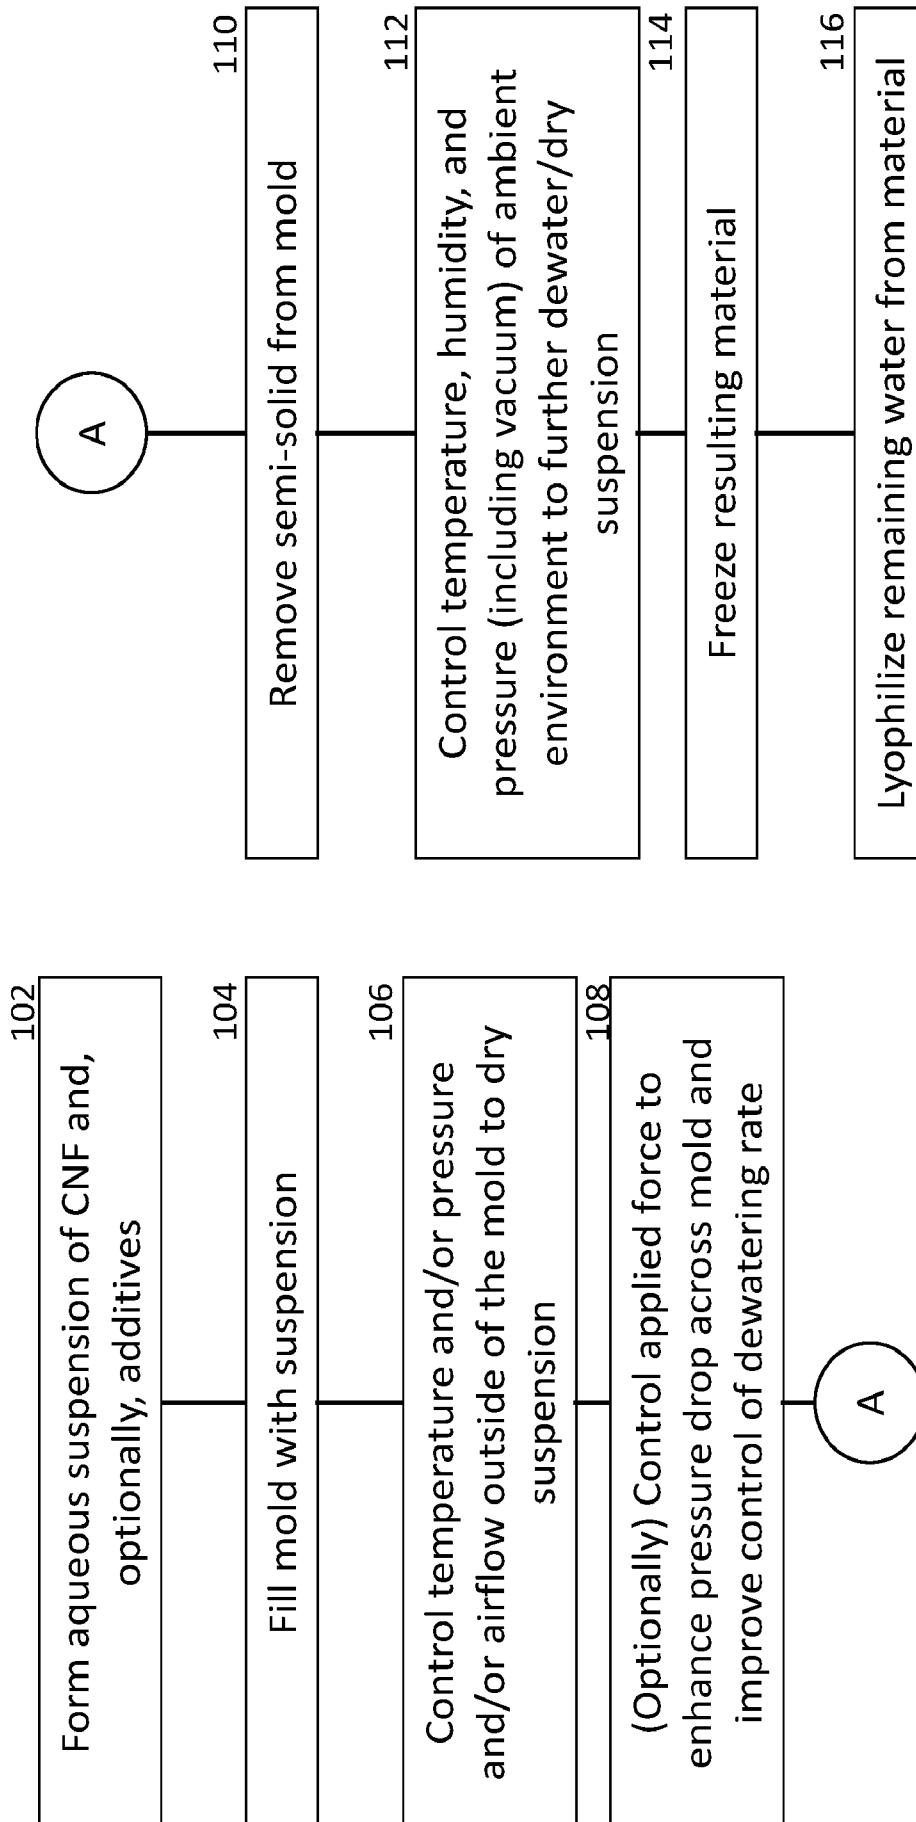 102
Form aqueous suspension of CNF and,
optionally, additives
104
Fill mold with suspension
106
Control temperature and/or pressure
and/or airflow outside of the mold to dry
suspension
108
(Optionally) Control applied force to
enhance pressure drop across mold and
improve control of dewatering rate
A
A
110
Remove semi-solid from mold
112
Control temperature, humidity, and
pressure (including vacuum) of ambient
environment to further dewater/dry
suspension
114
Freeze resulting material
116
Lyophilize remaining water from material